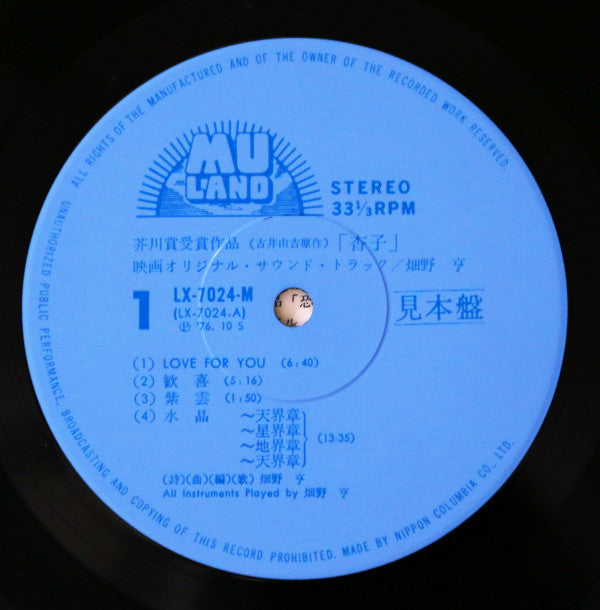 ALL RIGHTS OF THE MANUFACTURED AND OF THE OWNER OF THE RECORDED WORK RESERVED.
UNAUTHORIZED PUBLIC PERFORMANCE, BROADCASTING AND COPYING OF THIS RECORD PROHIBITED. MADE BY NIPPON COLUMBIA CO., LTD.
MU
LAND
STEREO
33⅓RPM
芥川賞受賞作品（古井由吉原作）「杏子」
映画オリジナル・サウンド・トラック／畑野 亨
1
LX-7024-M
(LX-7024-A)
Ⓟ '76. 10 S
見本盤
(1) LOVE FOR YOU (6:40)
(2) 歓喜 (5:16)
(3) 紫雲 (1:50)
(4) 水晶 〜天界章
〜星界章
〜地界章
〜天界章
(13:35)
(詩)(曲)(編)(歌) 畑野 亨
All Instruments Played by 畑野 亨